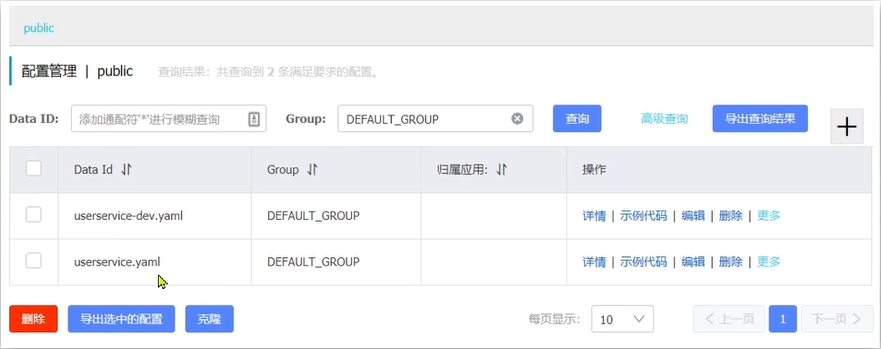 public
配置管理 | public 查询结果：共查询到 2 条满足要求的配置。
Data ID: 添加通配符'*'进行模糊查询 Group: DEFAULT_GROUP 查询 高级查询 导出查询结果 +
Data Id Group 归属应用: 操作
userservice-dev.yaml DEFAULT_GROUP 详情 | 示例代码 | 编辑 | 删除 | 更多
userservice.yaml DEFAULT_GROUP 详情 | 示例代码 | 编辑 | 删除 | 更多
删除 导出选中的配置 克隆 每页显示: 10 上一页 1 下一页